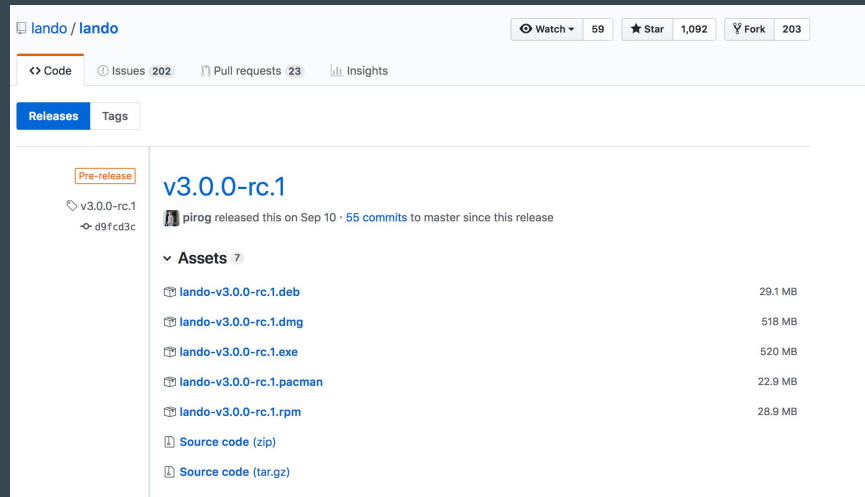 lando / lando
Watch 59 Star 1,092 Fork 203
Code Issues 202 Pull requests 23 Insights
Releases Tags
Pre-release
v3.0.0-rc.1
d9fcd3c
v3.0.0-rc.1
pirog released this on Sep 10 · 55 commits to master since this release
Assets 7
lando-v3.0.0-rc.1.deb 29.1 MB
lando-v3.0.0-rc.1.dmg 518 MB
lando-v3.0.0-rc.1.exe 520 MB
lando-v3.0.0-rc.1.pacman 22.9 MB
lando-v3.0.0-rc.1.rpm 28.9 MB
Source code (zip)
Source code (tar.gz)